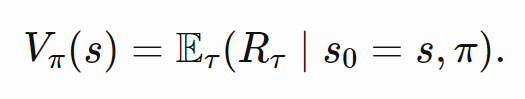 V_π(s) = 𝔼_τ(R_τ | s_0 = s, π).